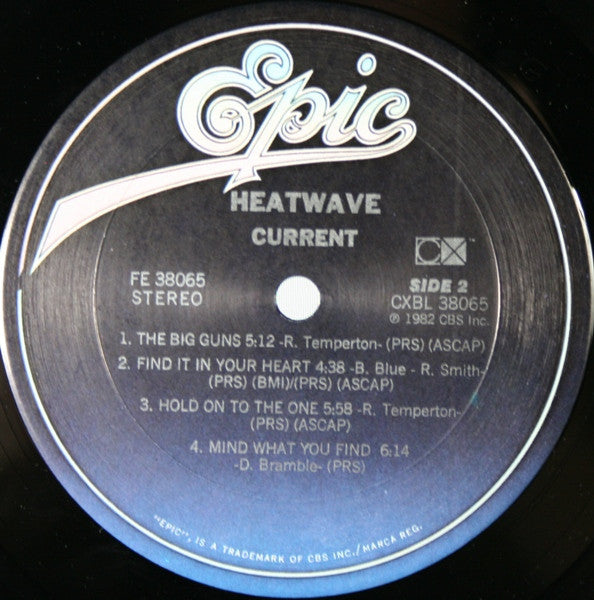 Epic
HEATWAVE
CURRENT
CX™
FE 38065
STEREO
SIDE 2
CXBL 38065
℗ 1982 CBS Inc.
1. THE BIG GUNS 5:12 -R. Temperton- (PRS) (ASCAP)
2. FIND IT IN YOUR HEART 4:38 -B. Blue - R. Smith-
(PRS) (BMI)/(PRS) (ASCAP)
3. HOLD ON TO THE ONE 5:58 -R. Temperton-
(PRS) (ASCAP)
4. MIND WHAT YOU FIND 6:14
-D. Bramble- (PRS)
"EPIC", IS A TRADEMARK OF CBS INC./MARCA REG.